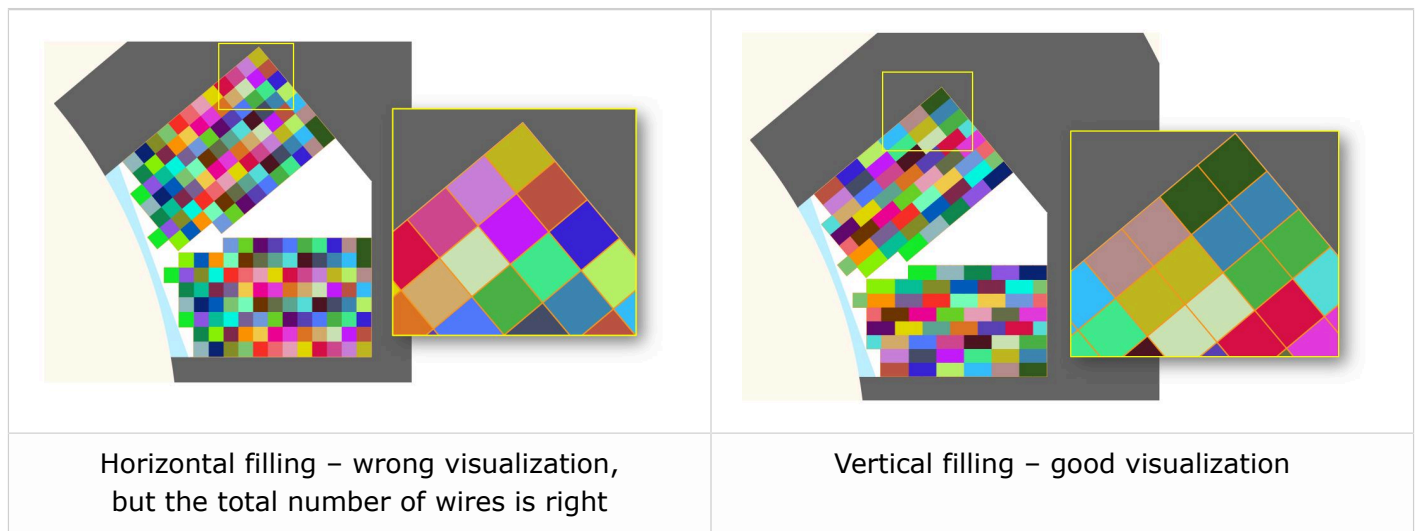 Horizontal filling – wrong visualization,
but the total number of wires is right
Vertical filling – good visualization